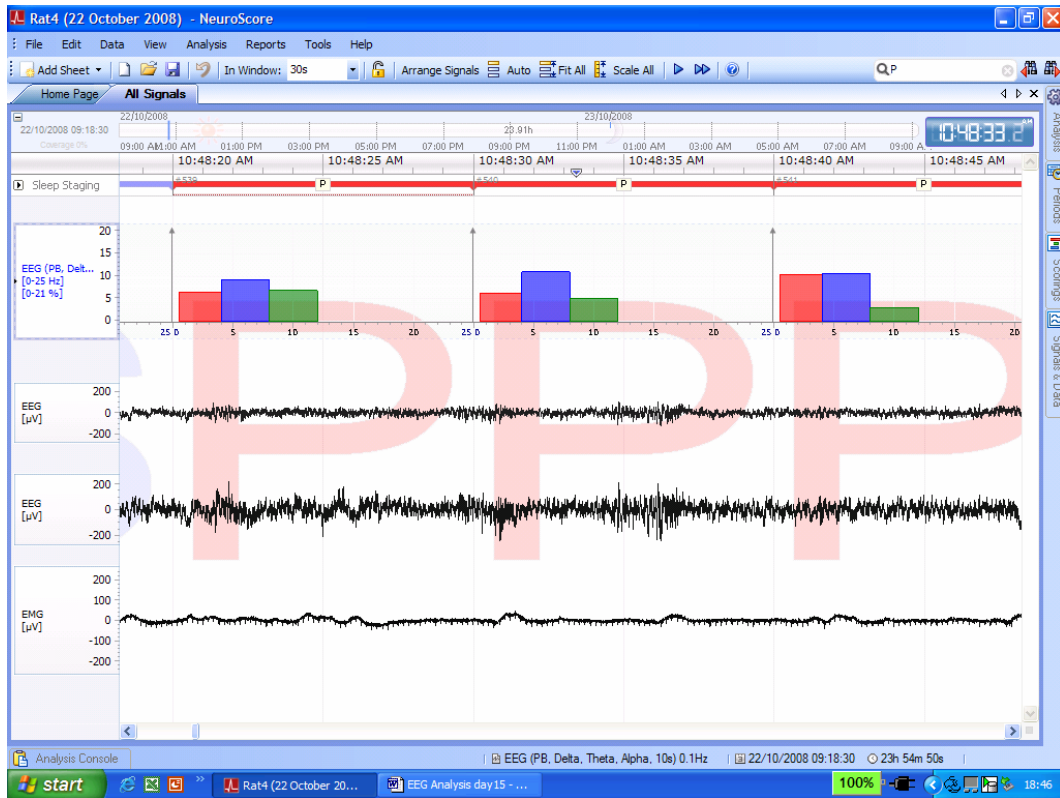 Rat4 (22 October 2008) - NeuroScore
File Edit Data View Analysis Reports Tools Help
Add Sheet In Window: 30s Arrange Signals Auto Fit All Scale All P
Home Page All Signals
22/10/2008 23/10/2008
22/10/2008 09:18:30 23.91h 10:48:33.2 AM
Coverage 0%
09:00 AM 01:00 PM 03:00 PM 05:00 PM 07:00 PM 09:00 PM 11:00 PM 01:00 AM 03:00 AM 05:00 AM 07:00 AM 09:00 A
10:48:20 AM 10:48:25 AM 10:48:30 AM 10:48:35 AM 10:48:40 AM 10:48:45 AM
Sleep Staging #539 P #540 P #541 P
20
15
EEG (PB, Delt... 10
[0-25 Hz]
[0-21 %] 5
0
25 0 5 10 15 20 25 0 5 10 15 20 25 0 5 10 15 20
S P P P
200
EEG 0
[µV]
-200
200
EEG 0
[µV]
-200
200
100
EMG 0
[µV]
-100
-200
Analysis
Periods
Scorings
Signals & Data
Analysis Console EEG (PB, Delta, Theta, Alpha, 10s) 0.1Hz 22/10/2008 09:18:30 23h 54m 50s
start Rat4 (22 October 20... EEG Analysis day15 - ... 100% 18:46